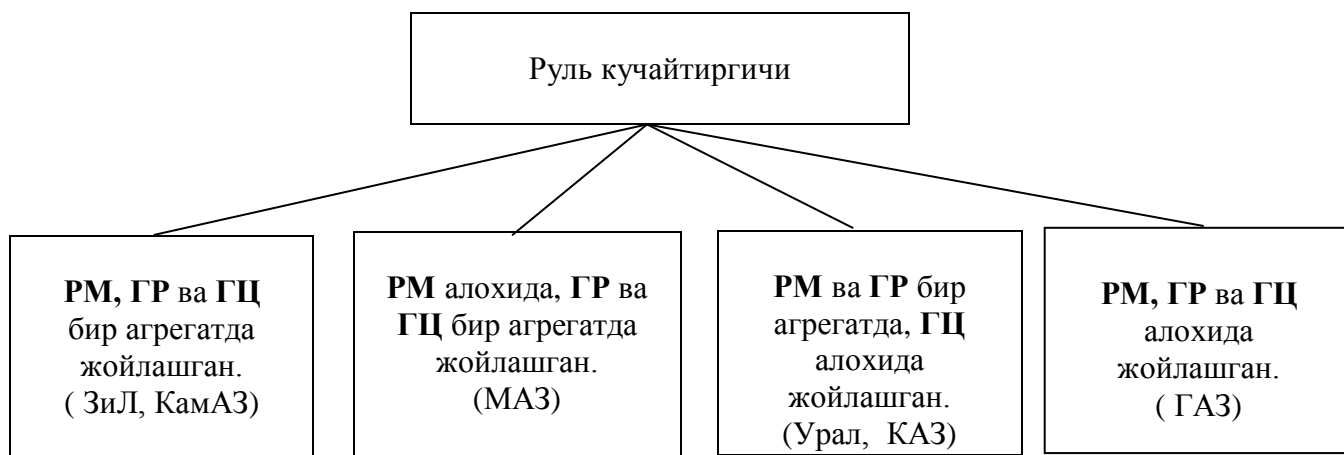 Руль кучайтиргичи
РМ, ГР ва ГЦ
бир агрегатда
жойлашган.
( ЗиЛ, КамАЗ)
РМ алохида, ГР ва
ГЦ бир агрегатда
жойлашган.
(МАЗ)
РМ ва ГР бир
агрегатда, ГЦ
алохида
жойлашган.
(Урал, КАЗ)
РМ, ГР ва ГЦ
алохида
жойлашган.
( ГАЗ)